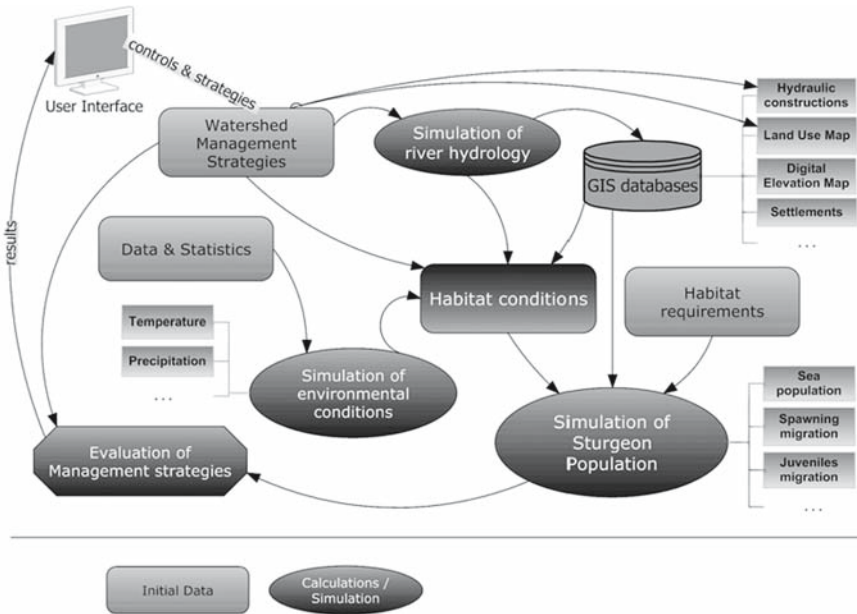 controls & strategies
User Interface
Watershed
Management
Strategies
Simulation of
river hydrology
GIS databases
Hydraulic
constructions
Land Use Map
Digital
Elevation Map
Settlements
...
results
Data & Statistics
Temperature
Precipitation
...
Simulation of
environmental
conditions
Habitat conditions
Habitat
requirements
Simulation of
Sturgeon
Population
Sea
population
Spawning
migration
Juveniles
migration
...
Evaluation of
Management strategies
Initial Data
Calculations /
Simulation